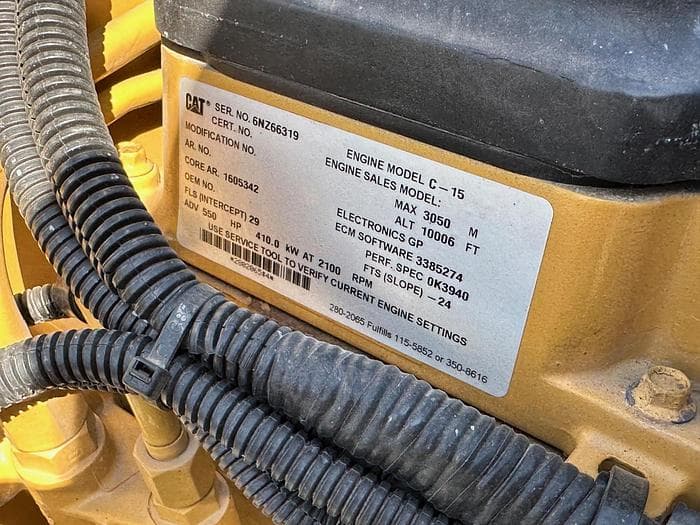 CAT® SER. NO. 6NZ66319
CERT. NO.
MODIFICATION NO.
AR. NO.
CORE AR. 1605342
OEM NO.
FLS (INTERCEPT) 29
ADV 550 HP 410.0 kW AT 2100 RPM
USE SERVICE TOOL TO VERIFY CURRENT ENGINE SETTINGS
ENGINE MODEL C-15
ENGINE SALES MODEL:
MAX 3050 M
ALT 10006 FT
ELECTRONICS GP
ECM SOFTWARE 3385274
PERF. SPEC 0K3940
FTS (SLOPE) -24
*2802065#4*
280-2065 Fulfills 115-5852 or 350-8616